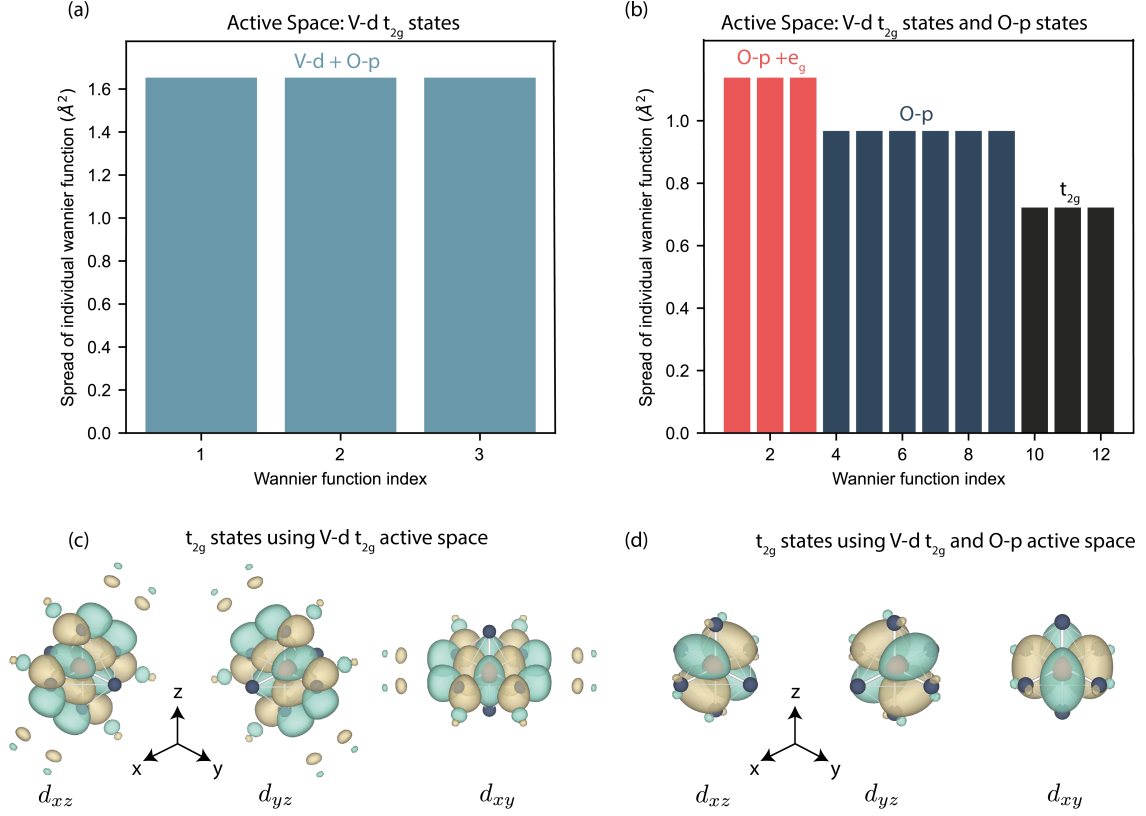 (a)
Active Space: V-d t2g states
V-d + O-p
Spread of individual wannier function (Å²)
1.6
1.4
1.2
1.0
0.8
0.6
0.4
0.2
0.0
1 2 3
Wannier function index
(b)
Active Space: V-d t2g states and O-p states
O-p +eg
O-p
t2g
Spread of individual wannier function (Å²)
1.0
0.8
0.6
0.4
0.2
0.0
2 4 6 8 10 12
Wannier function index
(c)
t2g states using V-d t2g active space
z
x y
dxz dyz dxy
(d)
t2g states using V-d t2g and O-p active space
z
x y
dxz dyz dxy